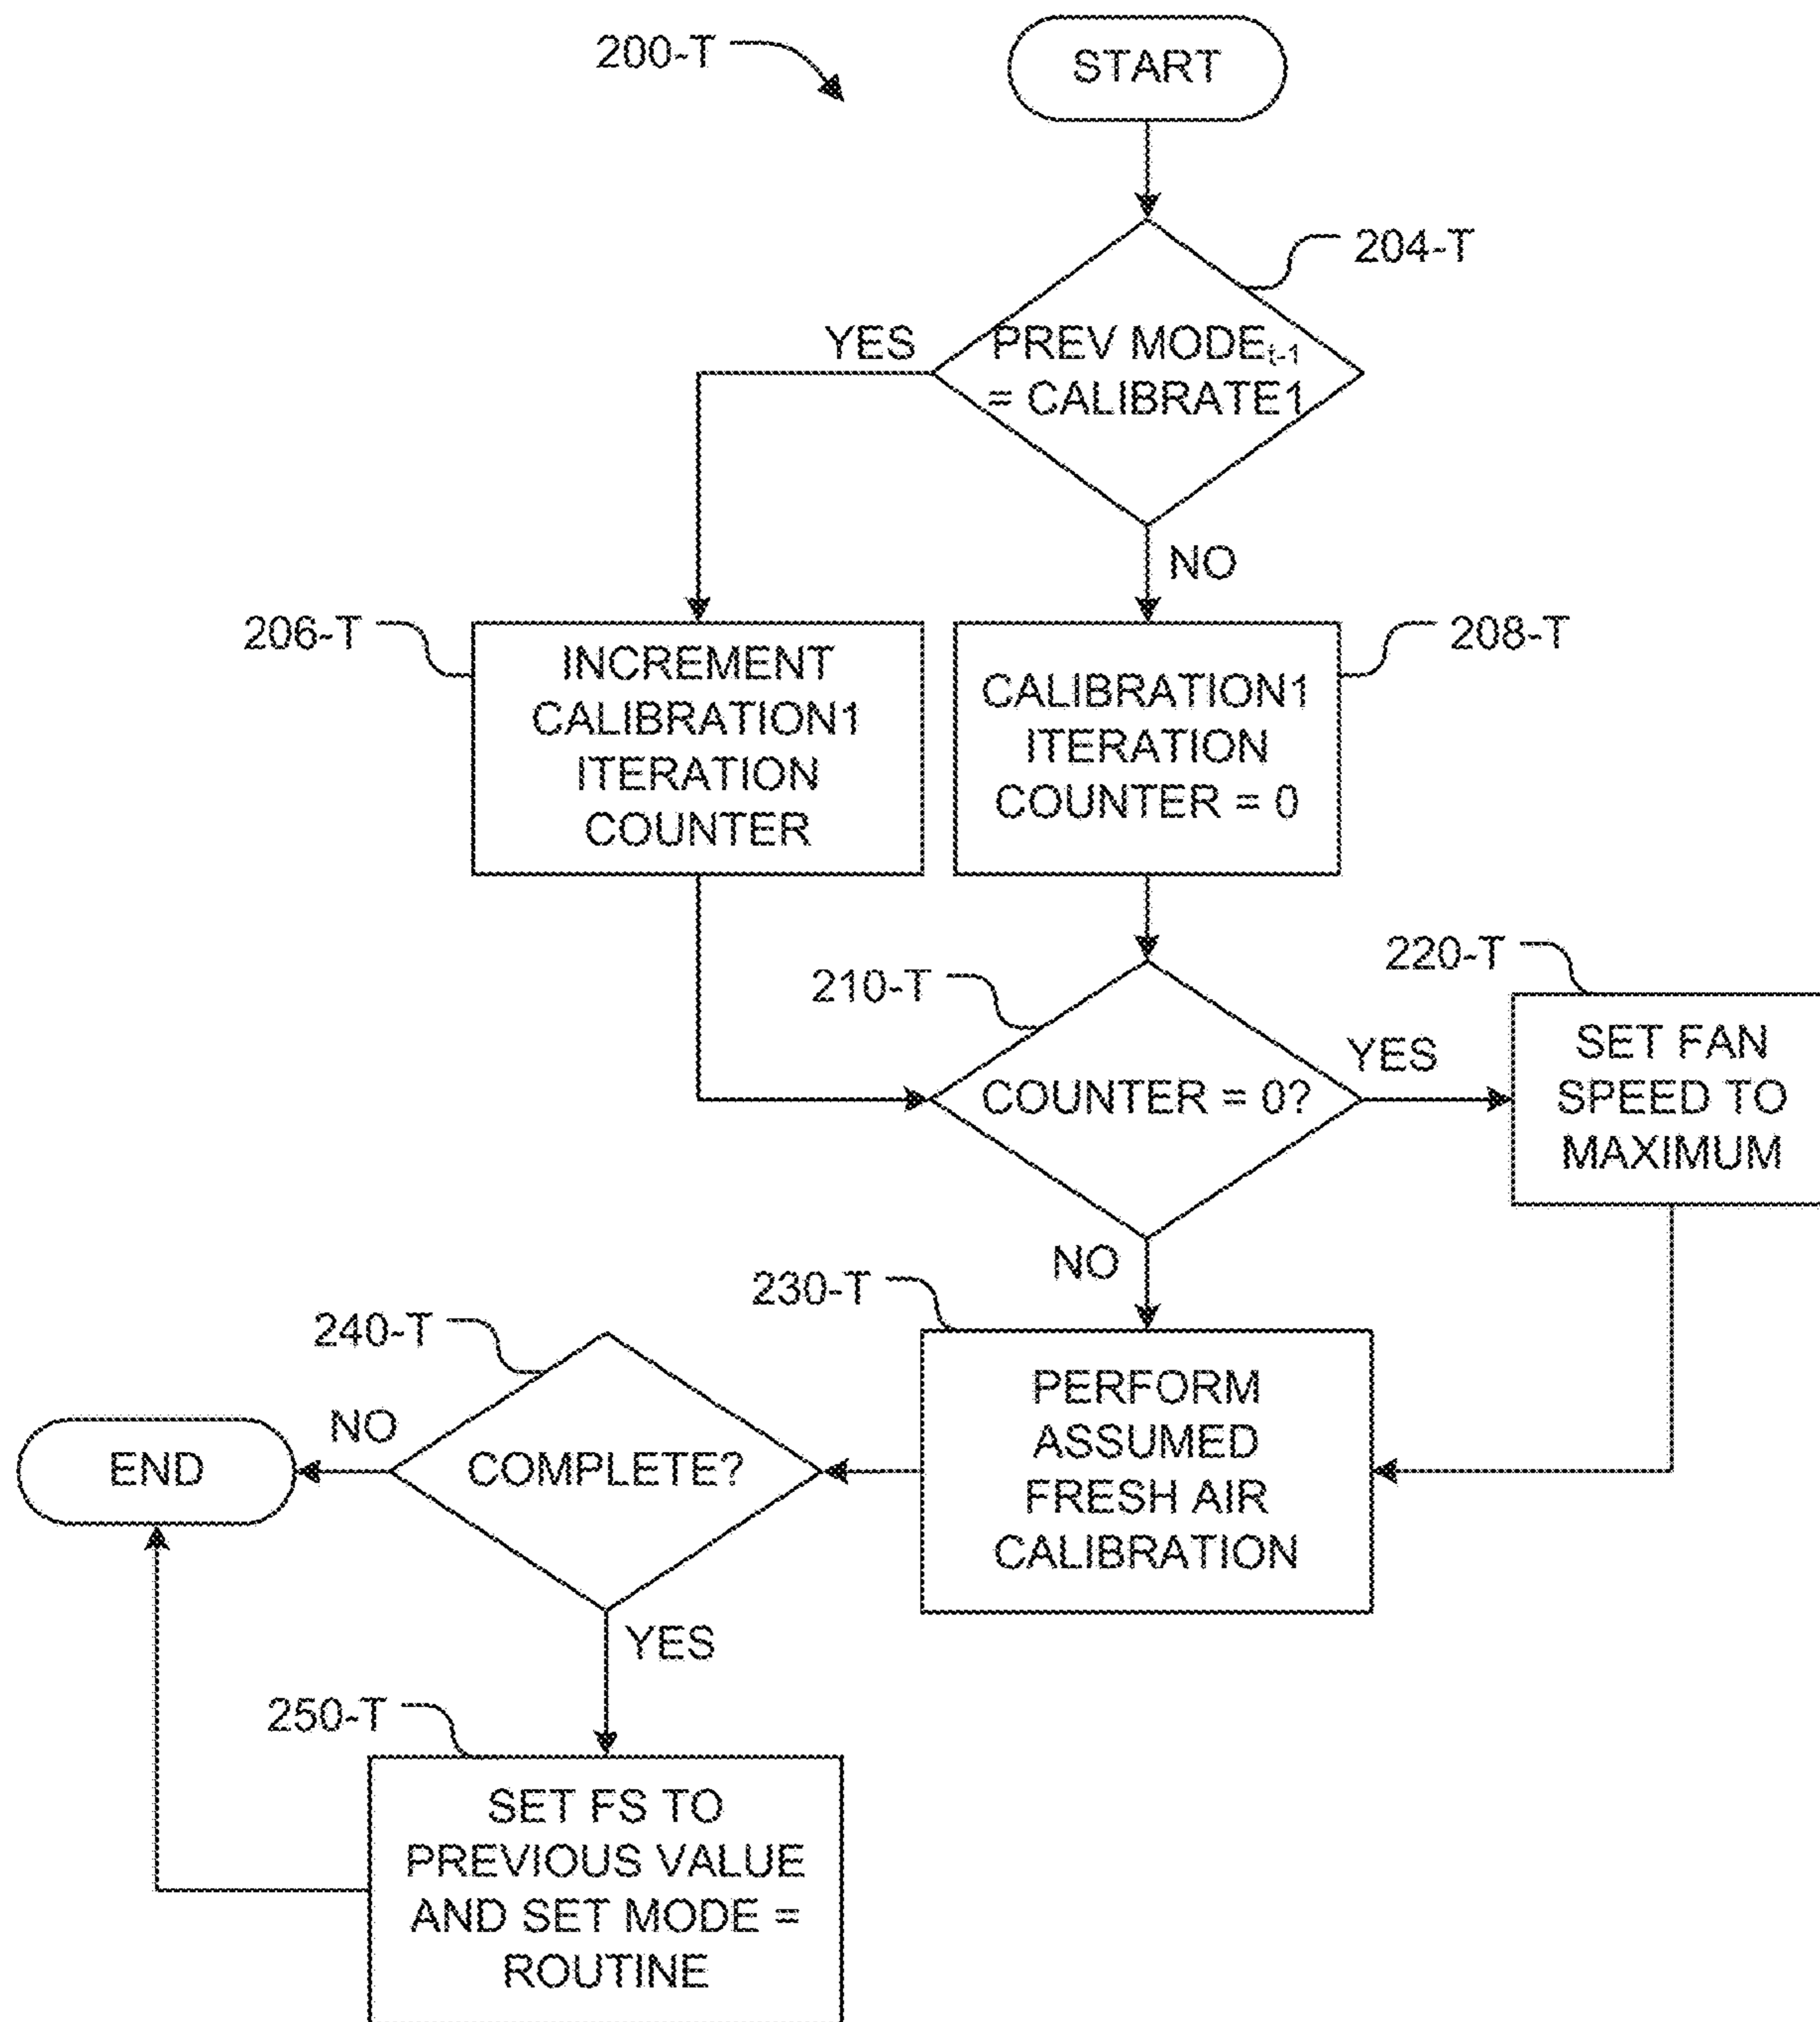 200-T
START
204-T
YES
PREV MODEt-1
= CALIBRATE1
NO
206-T
INCREMENT
CALIBRATION1
ITERATION
COUNTER
208-T
CALIBRATION1
ITERATION
COUNTER = 0
210-T
COUNTER = 0?
YES
220-T
SET FAN
SPEED TO
MAXIMUM
NO
230-T
PERFORM
ASSUMED
FRESH AIR
CALIBRATION
240-T
COMPLETE?
NO
END
YES
250-T
SET FS TO
PREVIOUS VALUE
AND SET MODE =
ROUTINE